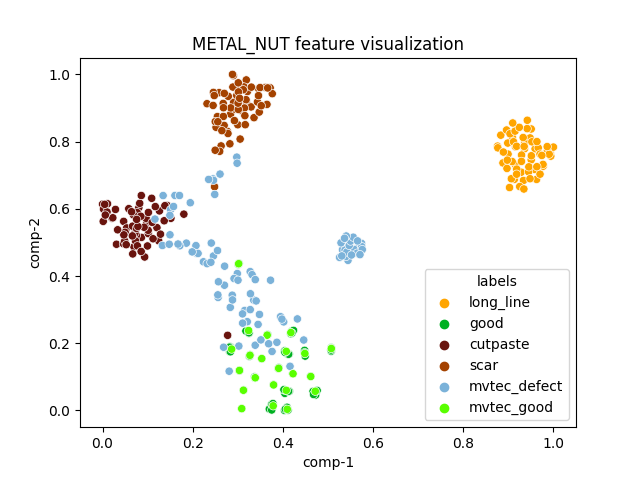 METAL_NUT feature visualization
1.0
0.8
0.6
0.4
0.2
0.0
comp-2
0.0 0.2 0.4 0.6 0.8 1.0
comp-1
labels
long_line
good
cutpaste
scar
mvtec_defect
mvtec_good